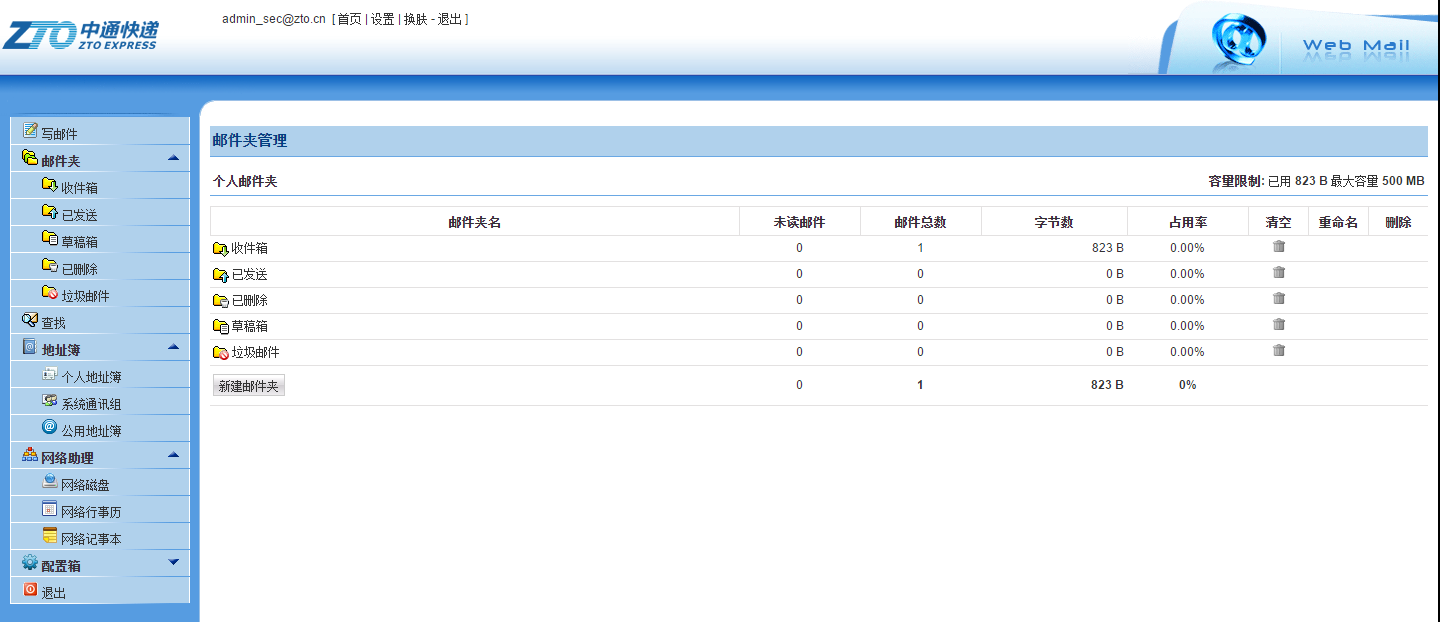 ZTO 中通快递
ZTO EXPRESS
admin_sec@zto.cn [ 首页 | 设置 | 换肤 - 退出 ]
Web Mail
写邮件
邮件夹
收件箱
已发送
草稿箱
已删除
垃圾邮件
查找
地址簿
个人地址簿
系统通讯组
公用地址簿
网络助理
网络磁盘
网络行事历
网络记事本
配置箱
退出
邮件夹管理
个人邮件夹 容量限制: 已用 823 B 最大容量 500 MB
邮件夹名 未读邮件 邮件总数 字节数 占用率 清空 重命名 删除
收件箱 0 1 823 B 0.00%
已发送 0 0 0 B 0.00%
已删除 0 0 0 B 0.00%
草稿箱 0 0 0 B 0.00%
垃圾邮件 0 0 0 B 0.00%
新建邮件夹 0 1 823 B 0%